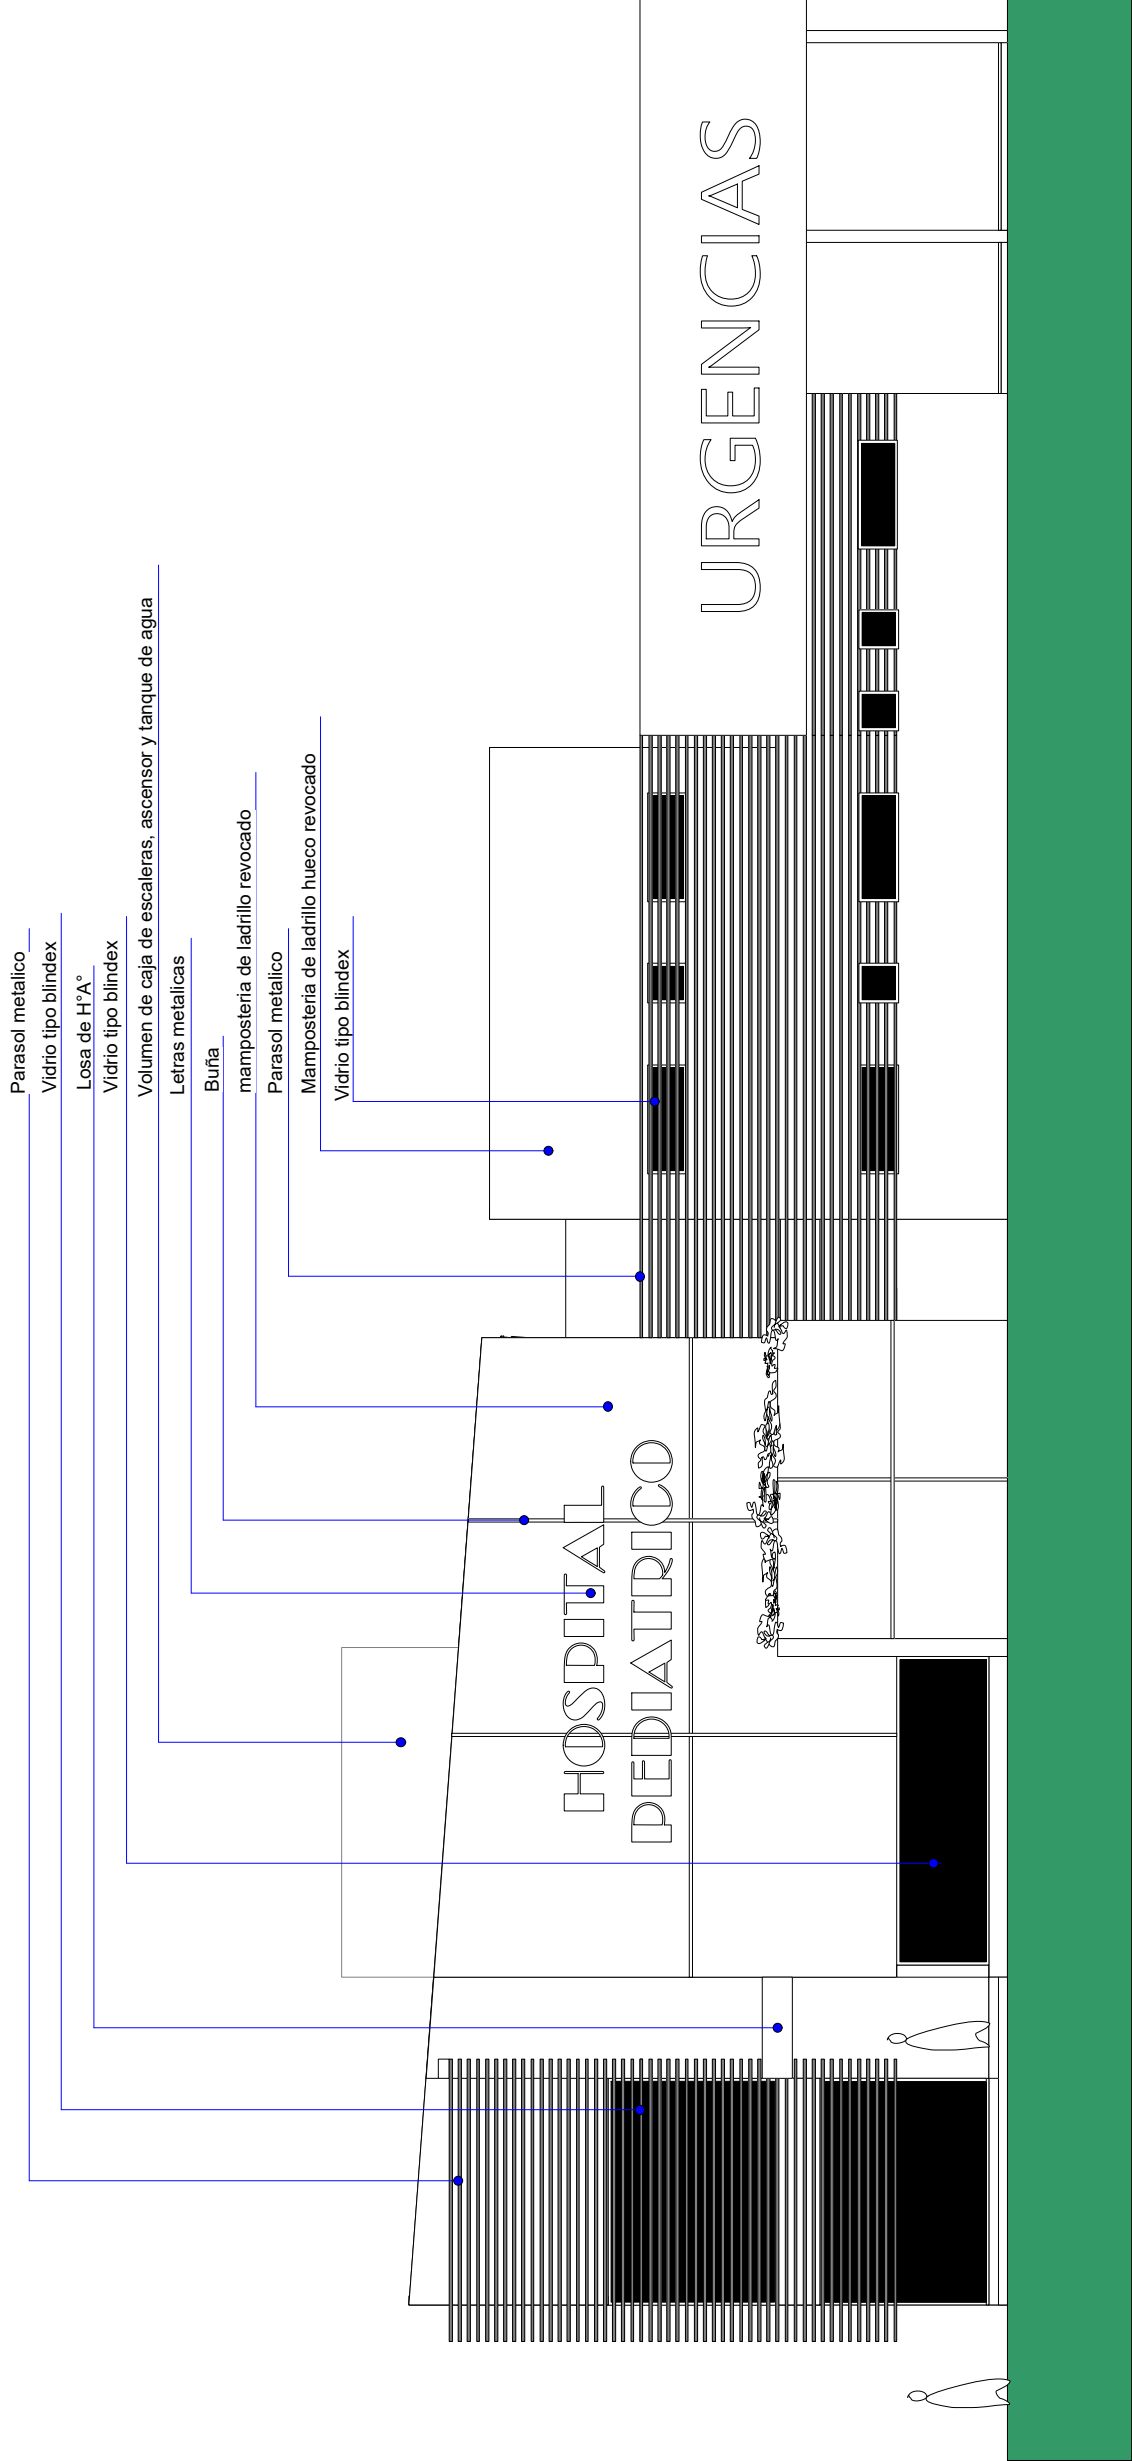 Parasol metalico
Vidrio tipo blindex
Losa de H°A°
Vidrio tipo blindex
Volumen de caja de escaleras, ascensor y tanque de agua
Letras metalicas
Buña
mamposteria de ladrillo revocado
Parasol metalico
Mamposteria de ladrillo hueco revocado
Vidrio tipo blindex
HOSPITAL
PEDIATRICO
URGENCIAS